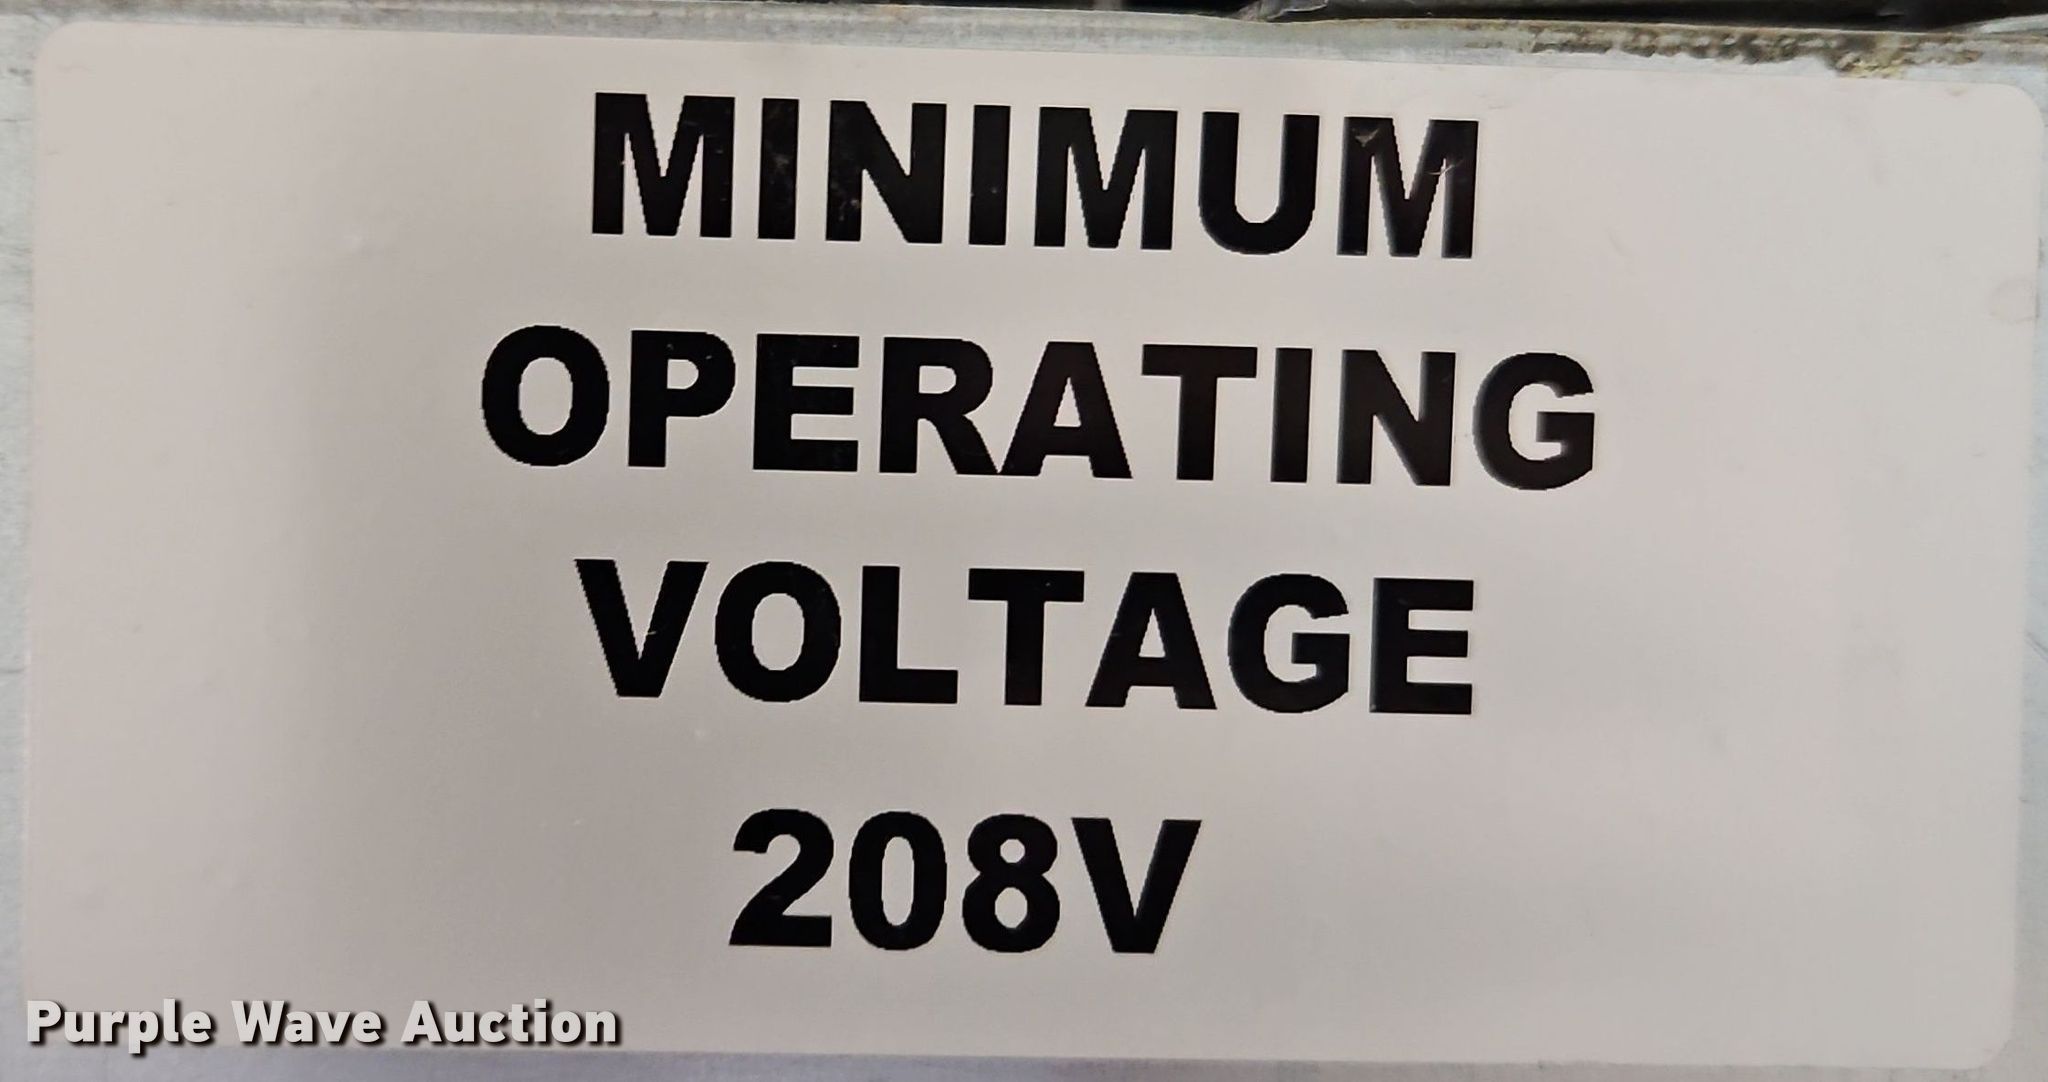 MINIMUM
OPERATING
VOLTAGE
208V
Purple Wave Auction